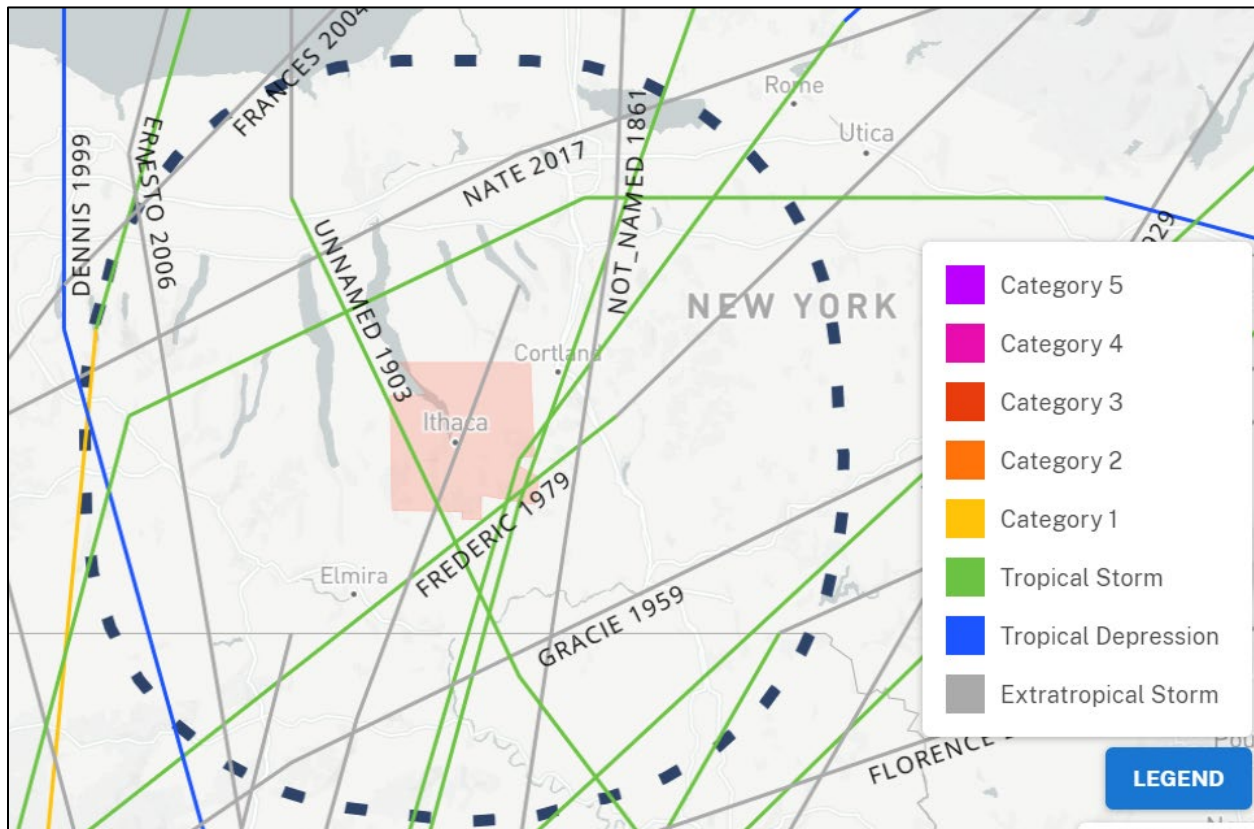 FRANCES 2004
DENNIS 1999
ERNESTO 2006
NATE 2017
NOT_NAMED 1861
Rome
Utica
UNNAMED 1903
NEW YORK
929
Cortland
Ithaca
FREDERIC 1979
Elmira
GRACIE 1959
FLORENCE
Category 5
Category 4
Category 3
Category 2
Category 1
Tropical Storm
Tropical Depression
Extratropical Storm
LEGEND